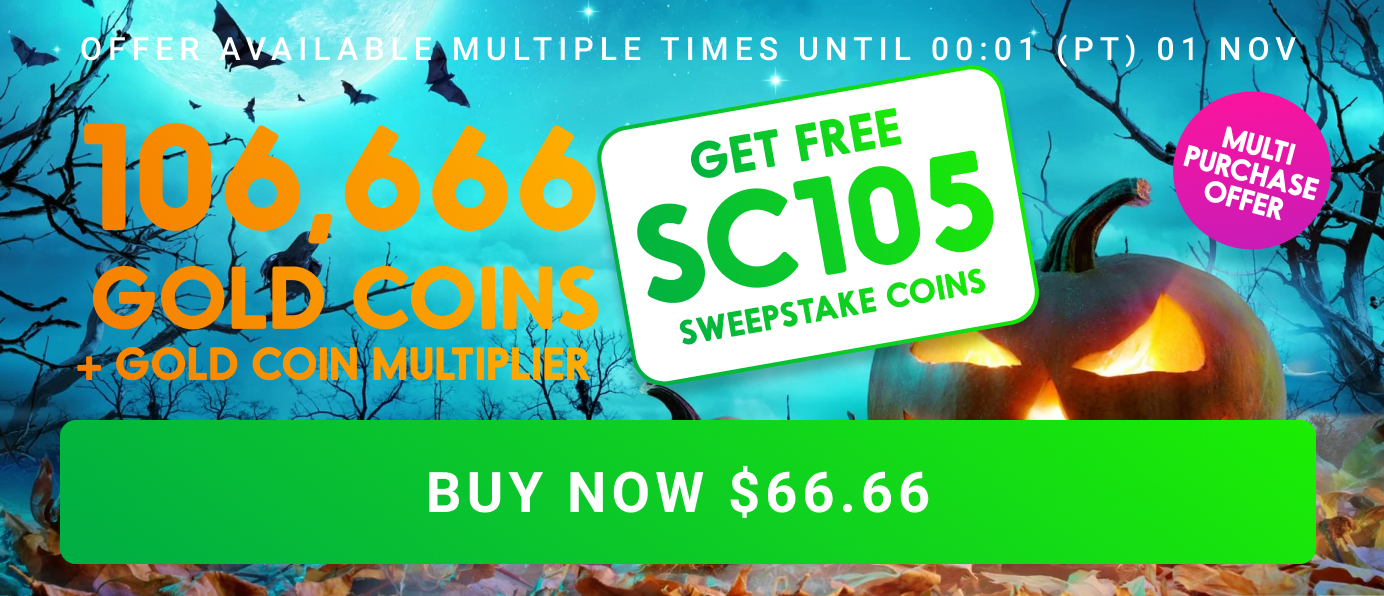 OFFER AVAILABLE MULTIPLE TIMES UNTIL 00:01 (PT) 01 NOV
106,666
GOLD COINS
+ GOLD COIN MULTIPLIER
GET FREE
SC105
SWEEPSTAKE COINS
MULTI
PURCHASE
OFFER
BUY NOW $66.66